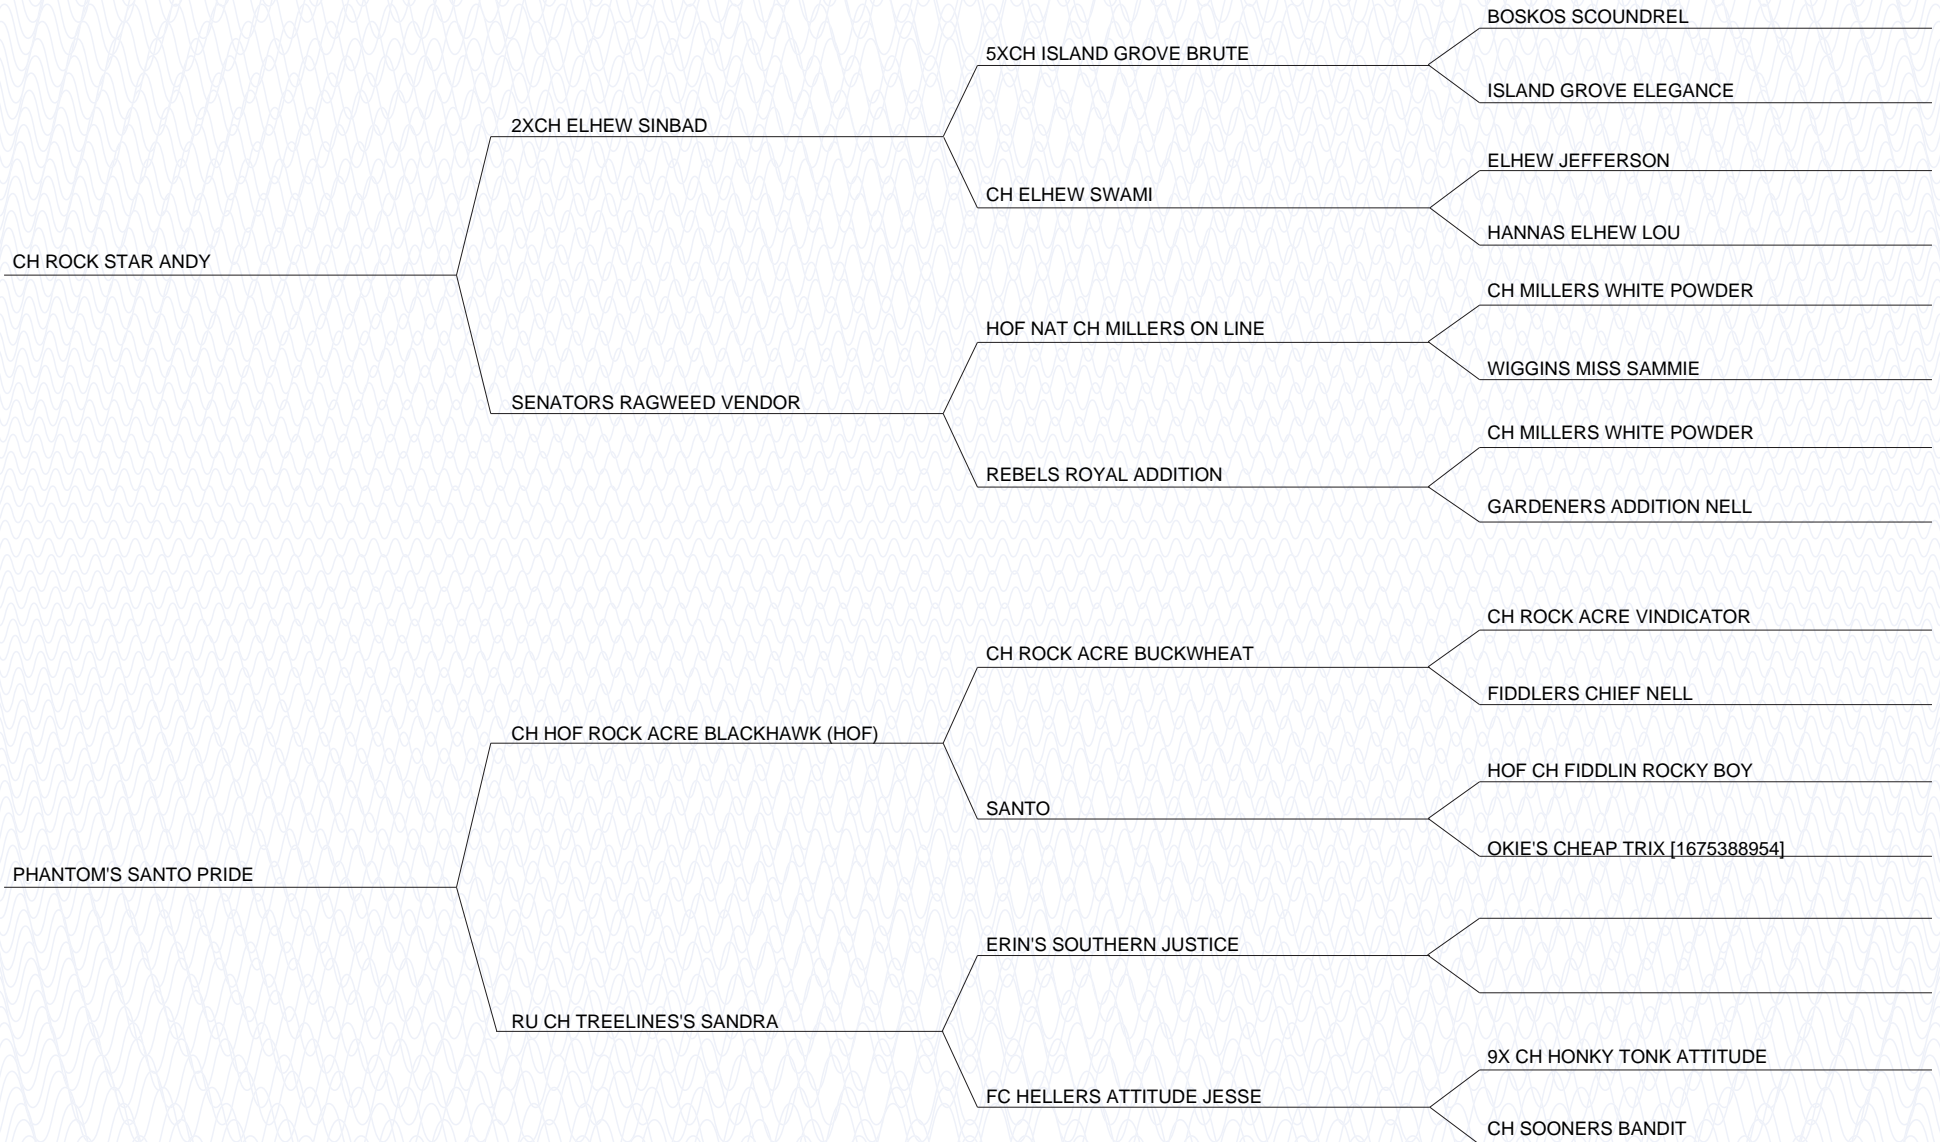 BOSKOS SCOUNDREL
5XCH ISLAND GROVE BRUTE
ISLAND GROVE ELEGANCE
2XCH ELHEW SINBAD
ELHEW JEFFERSON
CH ELHEW SWAMI
HANNAS ELHEW LOU
CH ROCK STAR ANDY
CH MILLERS WHITE POWDER
HOF NAT CH MILLERS ON LINE
WIGGINS MISS SAMMIE
SENATORS RAGWEED VENDOR
CH MILLERS WHITE POWDER
REBELS ROYAL ADDITION
GARDENERS ADDITION NELL
CH ROCK ACRE VINDICATOR
CH ROCK ACRE BUCKWHEAT
FIDDLERS CHIEF NELL
CH HOF ROCK ACRE BLACKHAWK (HOF)
HOF CH FIDDLIN ROCKY BOY
SANTO
OKIE'S CHEAP TRIX [1675388954]
PHANTOM'S SANTO PRIDE
ERIN'S SOUTHERN JUSTICE
RU CH TREELINES'S SANDRA
9X CH HONKY TONK ATTITUDE
FC HELLERS ATTITUDE JESSE
CH SOONERS BANDIT